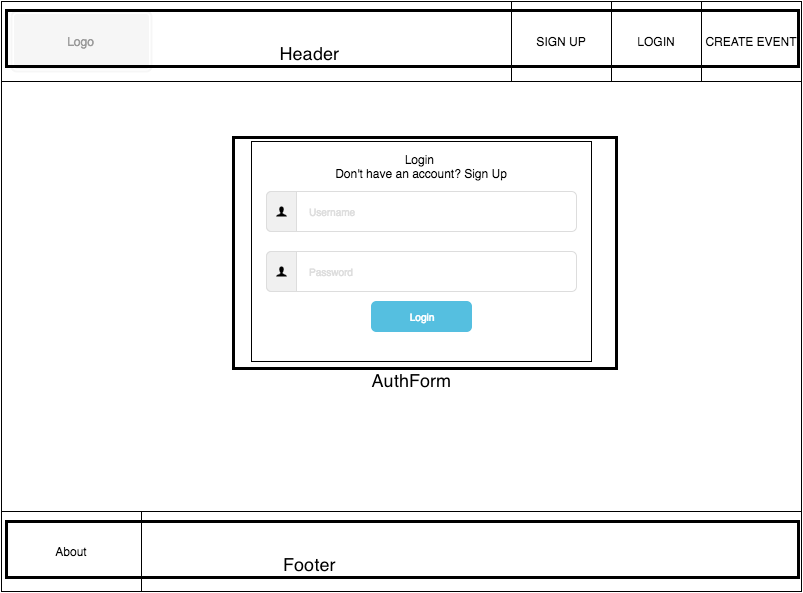 Logo
Header
SIGN UP
LOGIN
CREATE EVENT
Login
Don't have an account? Sign Up
Username
Password
Login
AuthForm
About
Footer